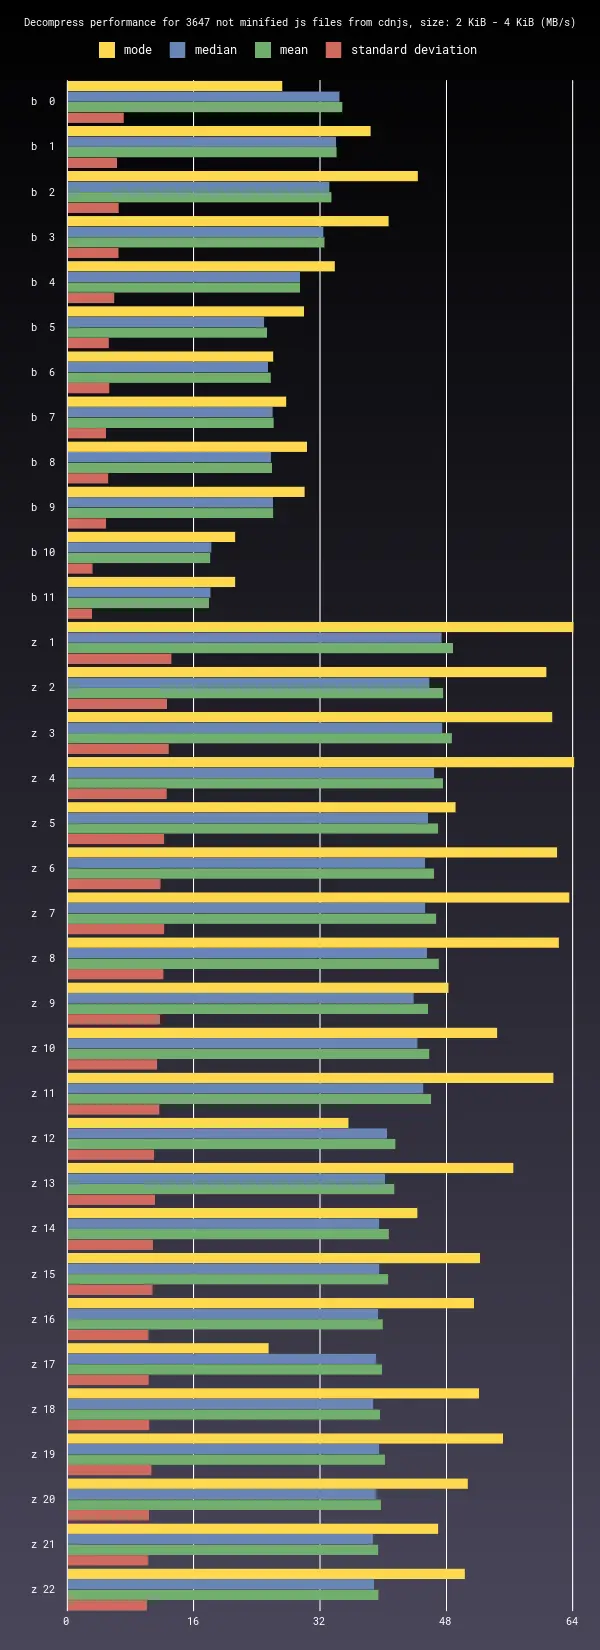 Decompress performance for 3647 not minified js files from cdnjs, size: 2 KiB - 4 KiB (MB/s)
mode median mean standard deviation
b 0
b 1
b 2
b 3
b 4
b 5
b 6
b 7
b 8
b 9
b 10
b 11
z 1
z 2
z 3
z 4
z 5
z 6
z 7
z 8
z 9
z 10
z 11
z 12
z 13
z 14
z 15
z 16
z 17
z 18
z 19
z 20
z 21
z 22
0 16 32 48 64